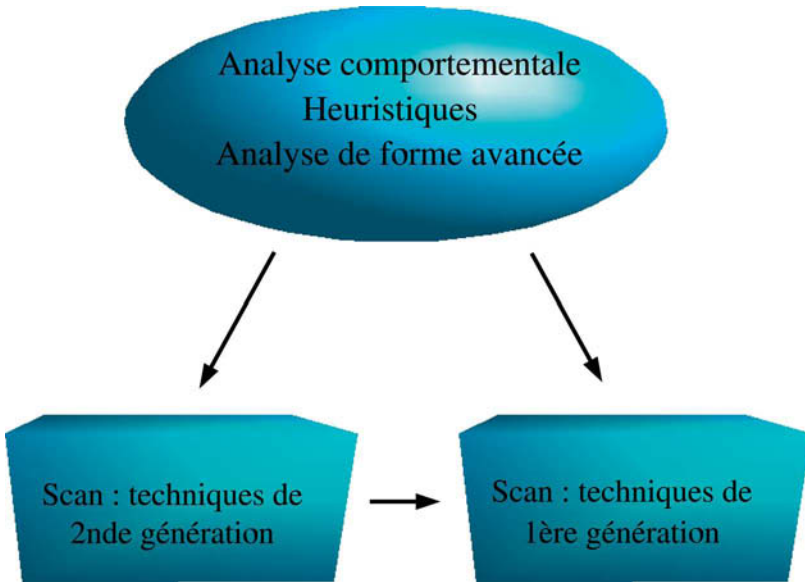 Analyse comportementale
Heuristiques
Analyse de forme avancée
Scan : techniques de
2nde génération
Scan : techniques de
1ère génération